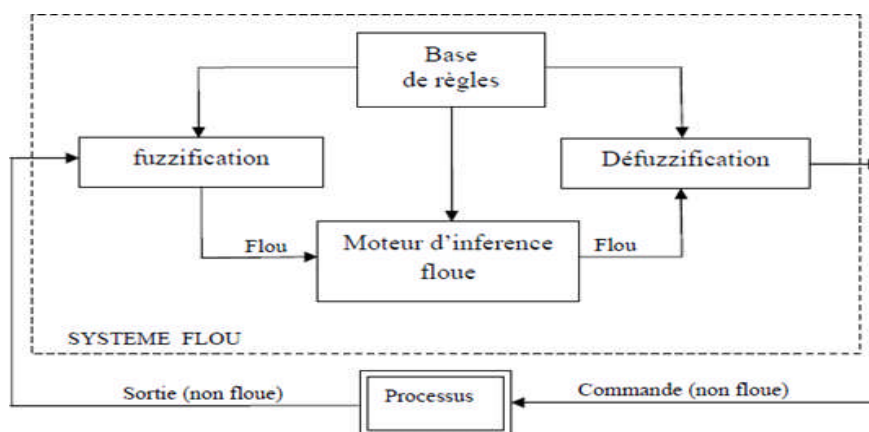 Base
de règles
fuzzification
Défuzzification
Flou
Moteur d'inference
floue
Flou
SYSTEME FLOU
Sortie (non floue)
Processus
Commande (non floue)